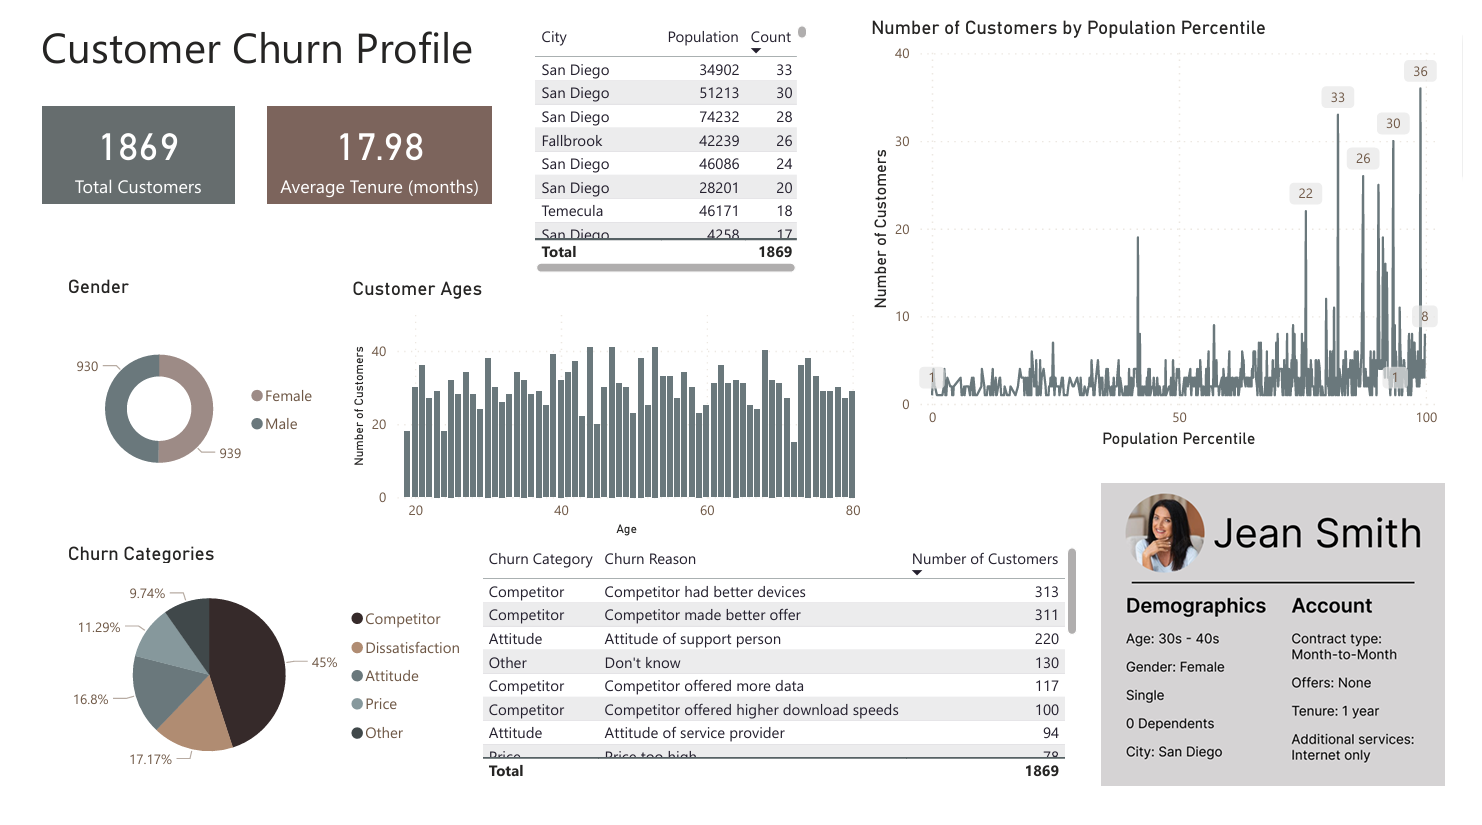 Customer Churn Profile
1869
Total Customers
17.98
Average Tenure (months)
City Population Count
San Diego 34902 33
San Diego 51213 30
San Diego 74232 28
Fallbrook 42239 26
San Diego 46086 24
San Diego 28201 20
Temecula 46171 18
San Diego 4258 17
Total 1869
Number of Customers by Population Percentile
Number of Customers
40
30
20
10
0
1
22
33
26
30
1
36
8
0 50 100
Population Percentile
Gender
930
939
Female
Male
Customer Ages
Number of Customers
40
20
0
20 40 60 80
Age
Churn Categories
9.74%
11.29%
16.8%
17.17%
45%
Competitor
Dissatisfaction
Attitude
Price
Other
Churn Category Churn Reason Number of Customers
Competitor Competitor had better devices 313
Competitor Competitor made better offer 311
Attitude Attitude of support person 220
Other Don't know 130
Competitor Competitor offered more data 117
Competitor Competitor offered higher download speeds 100
Attitude Attitude of service provider 94
Price Price too high 78
Total 1869
Jean Smith
Demographics
Age: 30s - 40s
Gender: Female
Single
0 Dependents
City: San Diego
Account
Contract type:
Month-to-Month
Offers: None
Tenure: 1 year
Additional services:
Internet only